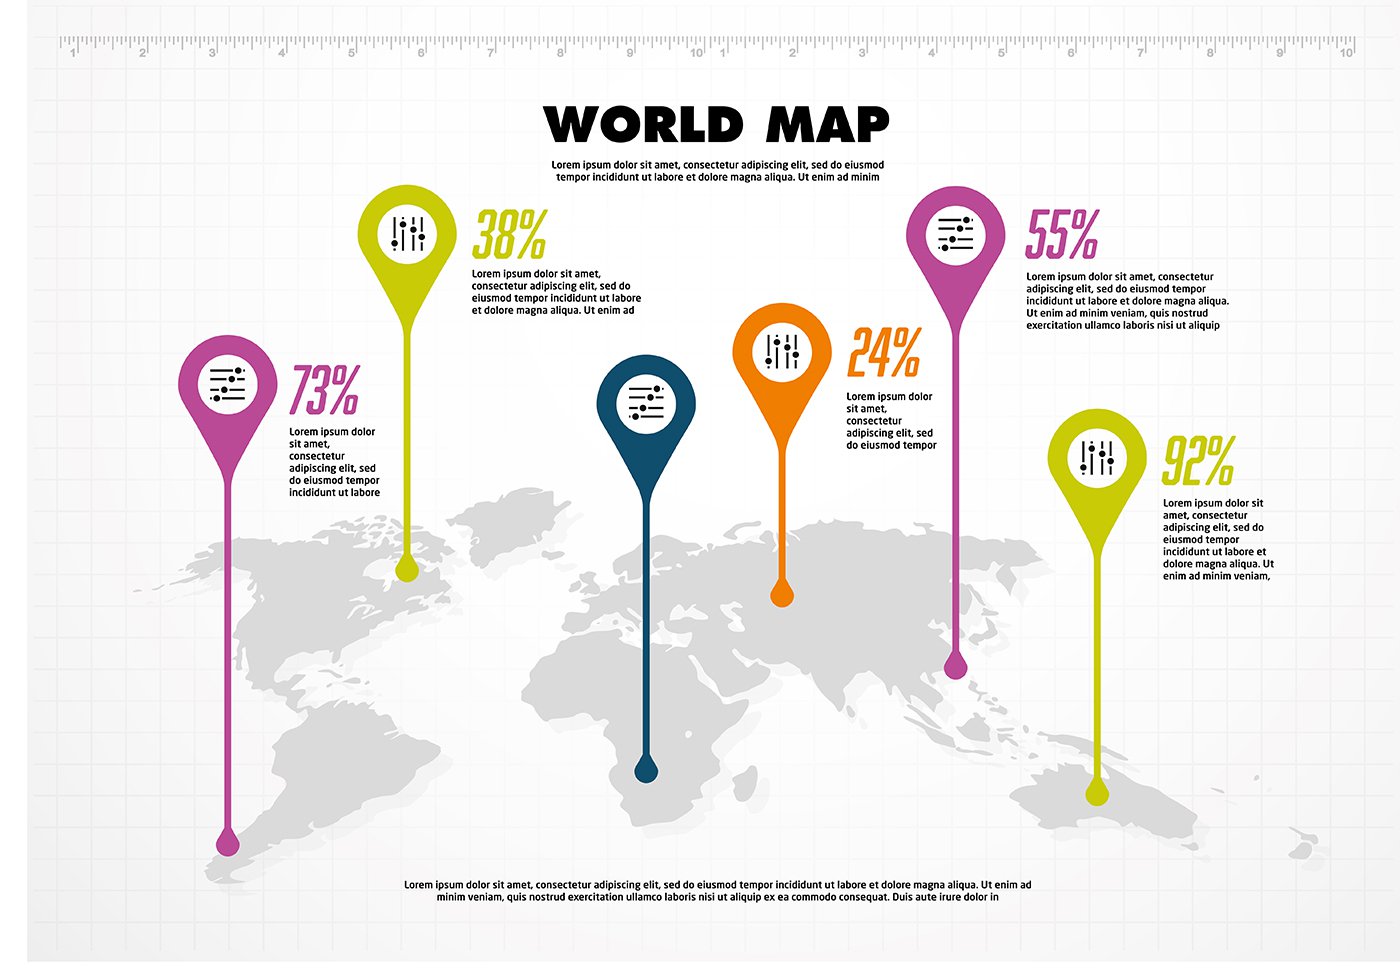 1 2 3 4 5 6 7 8 9 10 1 2 3 4 5 6 7 8 9 10
WORLD MAP
Lorem ipsum dolor sit amet, consectetur adipiscing elit, sed do eiusmod
tempor incididunt ut labore et dolore magna aliqua. Ut enim ad minim
38%
Lorem ipsum dolor sit amet,
consectetur adipiscing elit, sed do
eiusmod tempor incididunt ut labore
et dolore magna aliqua. Ut enim ad
55%
Lorem ipsum dolor sit amet, consectetur
adipiscing elit, sed do eiusmod tempor
incididunt ut labore et dolore magna aliqua.
Ut enim ad minim veniam, quis nostrud
exercitation ullamco laboris nisi ut aliquip
73%
Lorem ipsum dolor
sit amet,
consectetur
adipiscing elit, sed
do eiusmod tempor
incididunt ut labore
24%
Lorem ipsum dolor
sit amet,
consectetur
adipiscing elit, sed
do eiusmod tempor
92%
Lorem ipsum dolor sit
amet, consectetur
adipiscing elit, sed do
eiusmod tempor
incididunt ut labore et
dolore magna aliqua. Ut
enim ad minim veniam,
Lorem ipsum dolor sit amet, consectetur adipiscing elit, sed do eiusmod tempor incididunt ut labore et dolore magna aliqua. Ut enim ad
minim veniam, quis nostrud exercitation ullamco laboris nisi ut aliquip ex ea commodo consequat. Duis aute irure dolor in